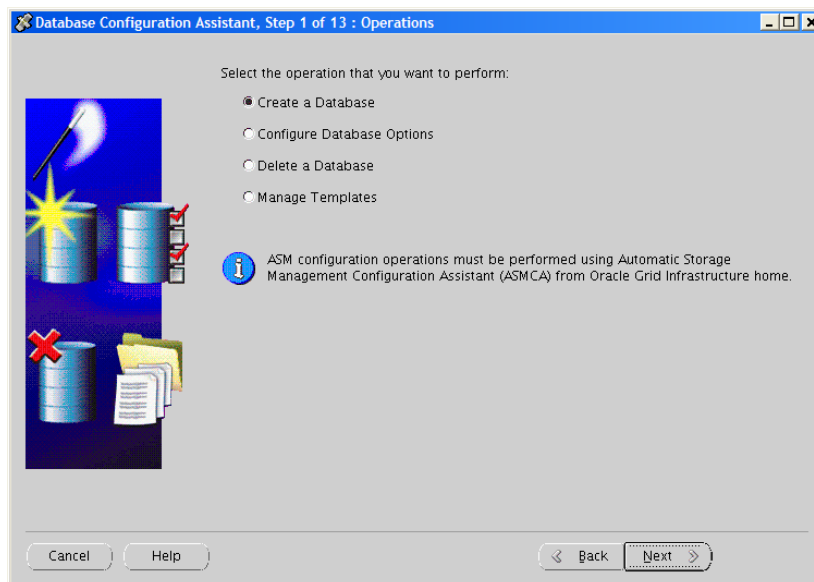 Database Configuration Assistant, Step 1 of 13 : Operations
Select the operation that you want to perform:
Create a Database
Configure Database Options
Delete a Database
Manage Templates
ASM configuration operations must be performed using Automatic Storage
Management Configuration Assistant (ASMCA) from Oracle Grid Infrastructure home.
Cancel
Help
Back
Next